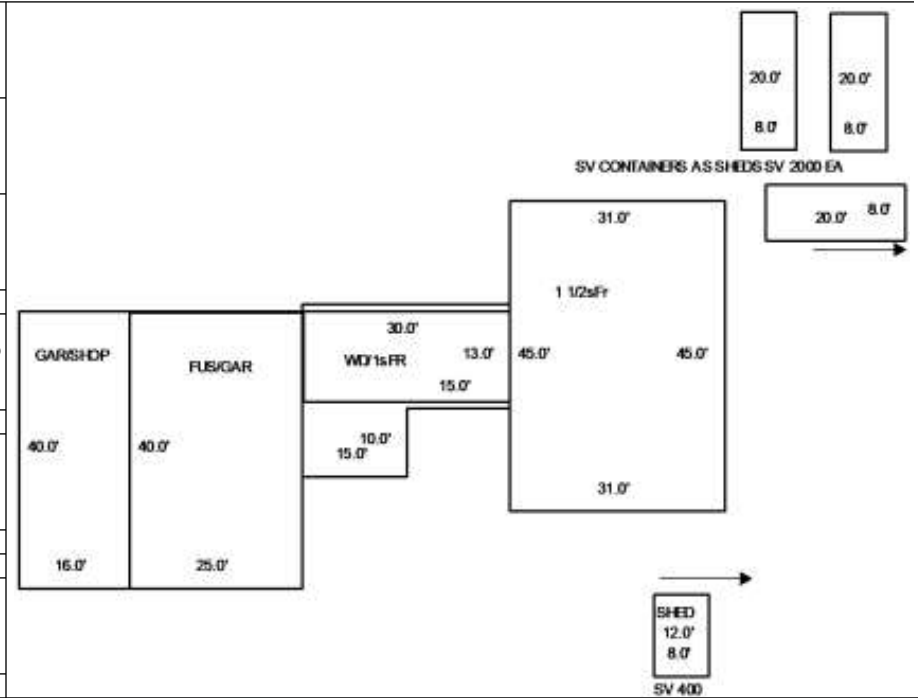 20.0' 20.0'
8.0' 8.0'
SV CONTAINERS AS SHEDS SV 2000 EA
20.0' 8.0'
31.0'
1 1/2sFr
30.0'
GAR/SHOP FUS/GAR WD/1sFR 13.0' 45.0' 45.0'
15.0'
40.0' 40.0' 10.0'
15.0'
31.0'
16.0' 25.0'
SHED
12.0'
8.0'
SV 400